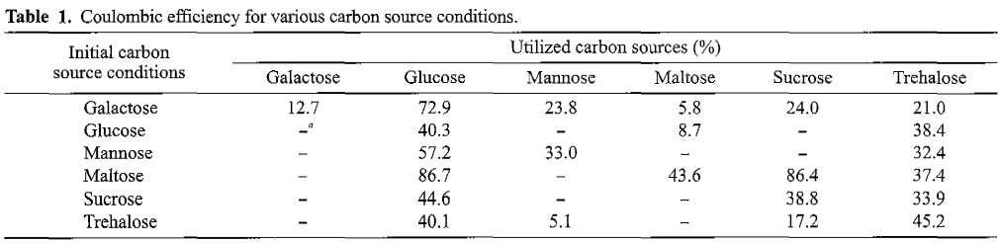 Table 1. Coulombic efficiency for various carbon source conditions.
Initial carbon source conditions Utilized carbon sources (%)
Galactose Glucose Mannose Maltose Sucrose Trehalose
Galactose 12.7 72.9 23.8 5.8 24.0 21.0
Glucose –a 40.3 – 8.7 – 38.4
Mannose – 57.2 33.0 – – 32.4
Maltose – 86.7 – 43.6 86.4 37.4
Sucrose – 44.6 – – 38.8 33.9
Trehalose – 40.1 5.1 – 17.2 45.2